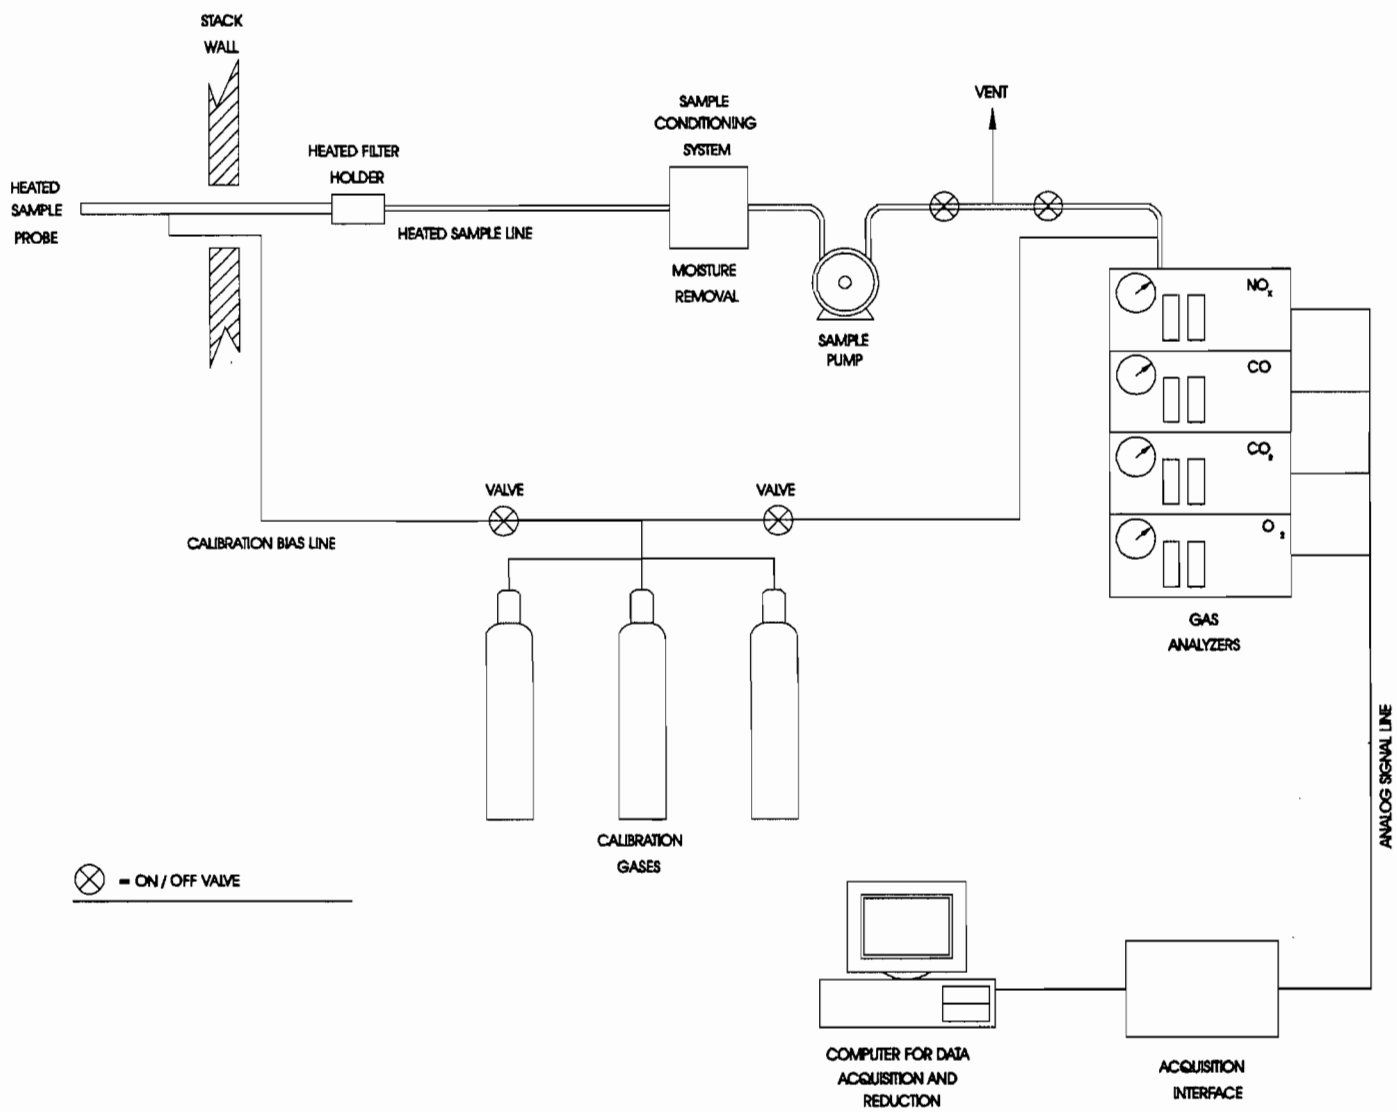 STACK
WALL
VENT
SAMPLE
CONDITIONING
SYSTEM
HEATED FILTER
HOLDER
HEATED
SAMPLE
PROBE
HEATED SAMPLE LINE
MOISTURE
REMOVAL
SAMPLE
PUMP
NOx
CO
CO2
O2
GAS
ANALYZERS
VALVE
VALVE
CALIBRATION BIAS LINE
CALIBRATION
GASES
ANALOG SIGNAL LINE
= ON / OFF VALVE
COMPUTER FOR DATA
ACQUISITION AND
REDUCTION
ACQUISITION
INTERFACE